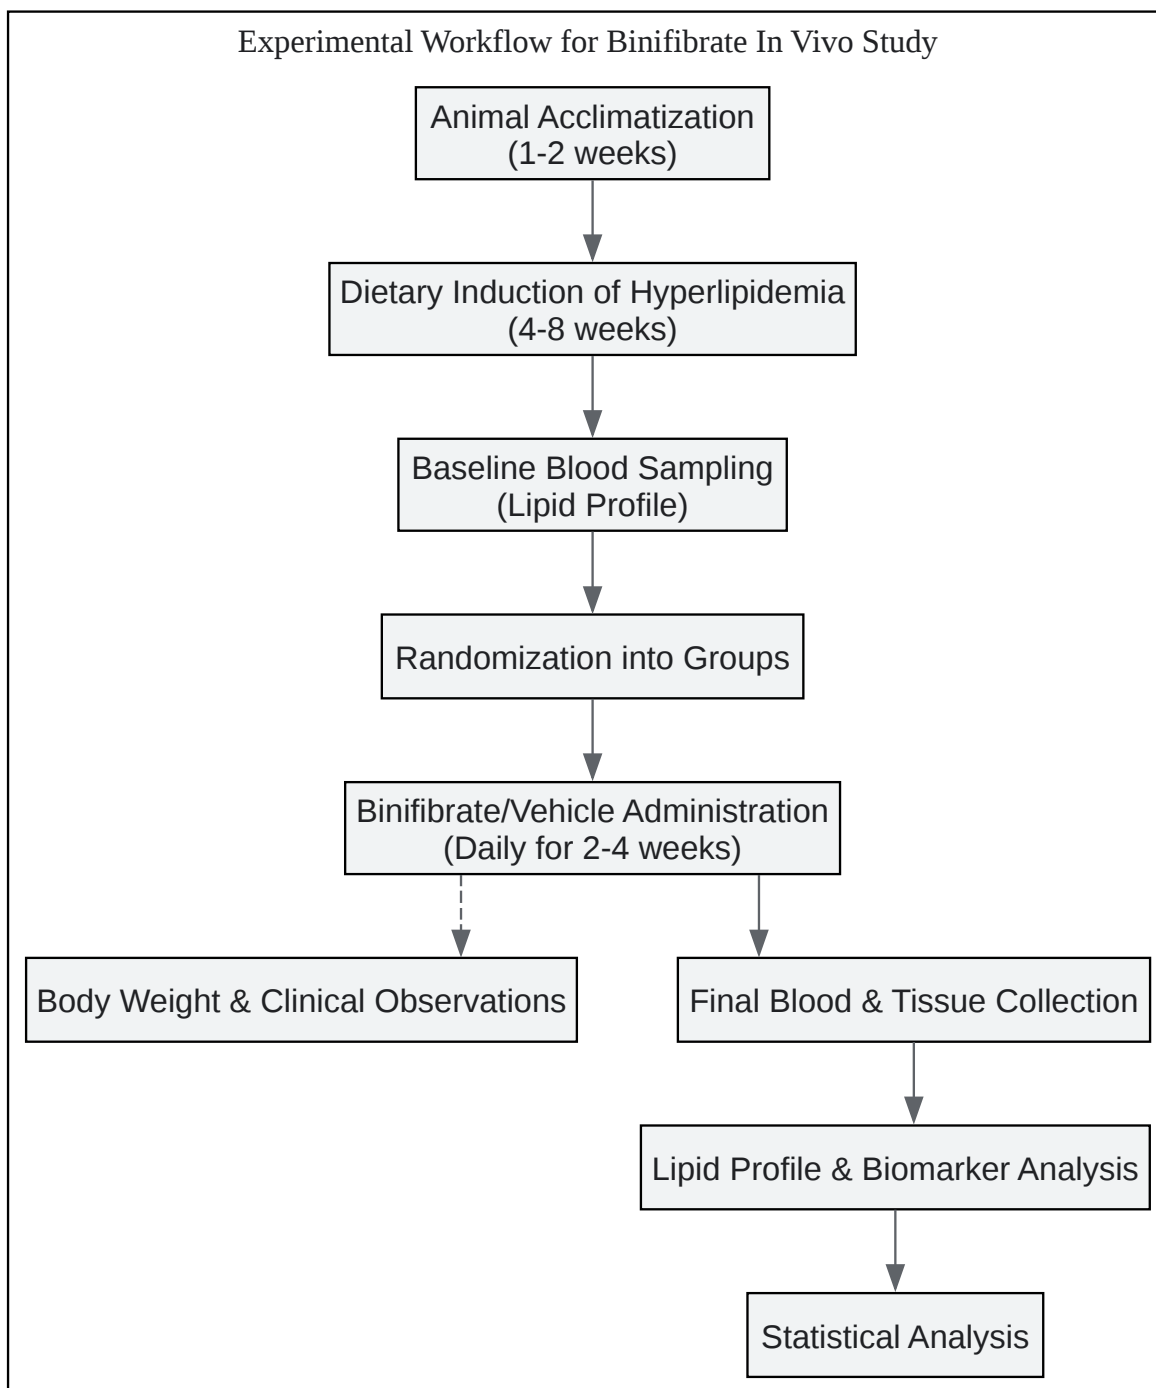 Experimental Workflow for Binifibrate In Vivo Study
Animal Acclimatization
(1-2 weeks)
Dietary Induction of Hyperlipidemia
(4-8 weeks)
Baseline Blood Sampling
(Lipid Profile)
Randomization into Groups
Binifibrate/Vehicle Administration
(Daily for 2-4 weeks)
Body Weight & Clinical Observations
Final Blood & Tissue Collection
Lipid Profile & Biomarker Analysis
Statistical Analysis